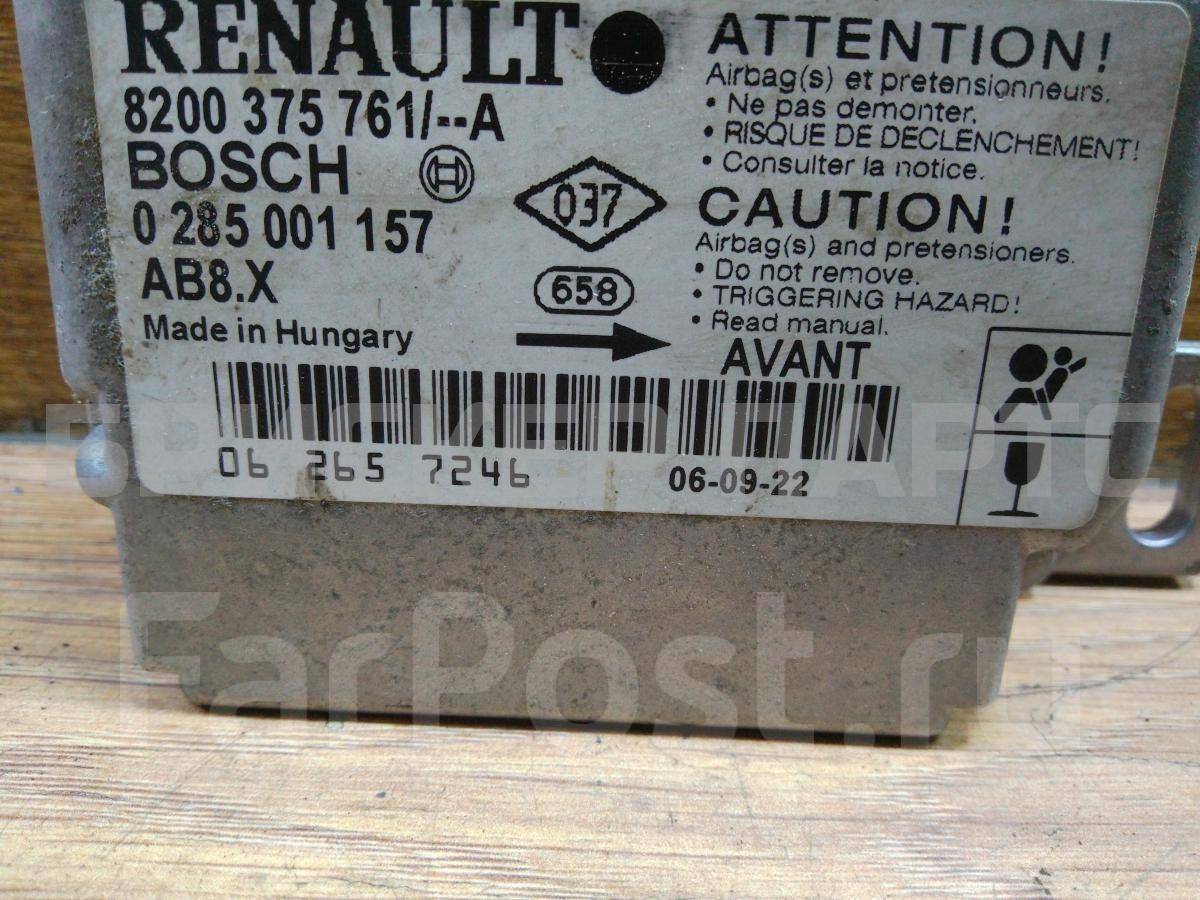 RENAULT
8200 375 761/--A
BOSCH
0 285 001 157
AB8.X
Made in Hungary
037
658
ATTENTION!
Airbag(s) et pretensionneurs.
• Ne pas demonter.
• RISQUE DE DECLENCHEMENT!
• Consulter la notice.
CAUTION!
Airbag(s) and pretensioners.
• Do not remove.
• TRIGGERING HAZARD!
• Read manual.
AVANT
06 265 7246
06-09-22
БРУСКЕР ПАРТС
FarPost.ru